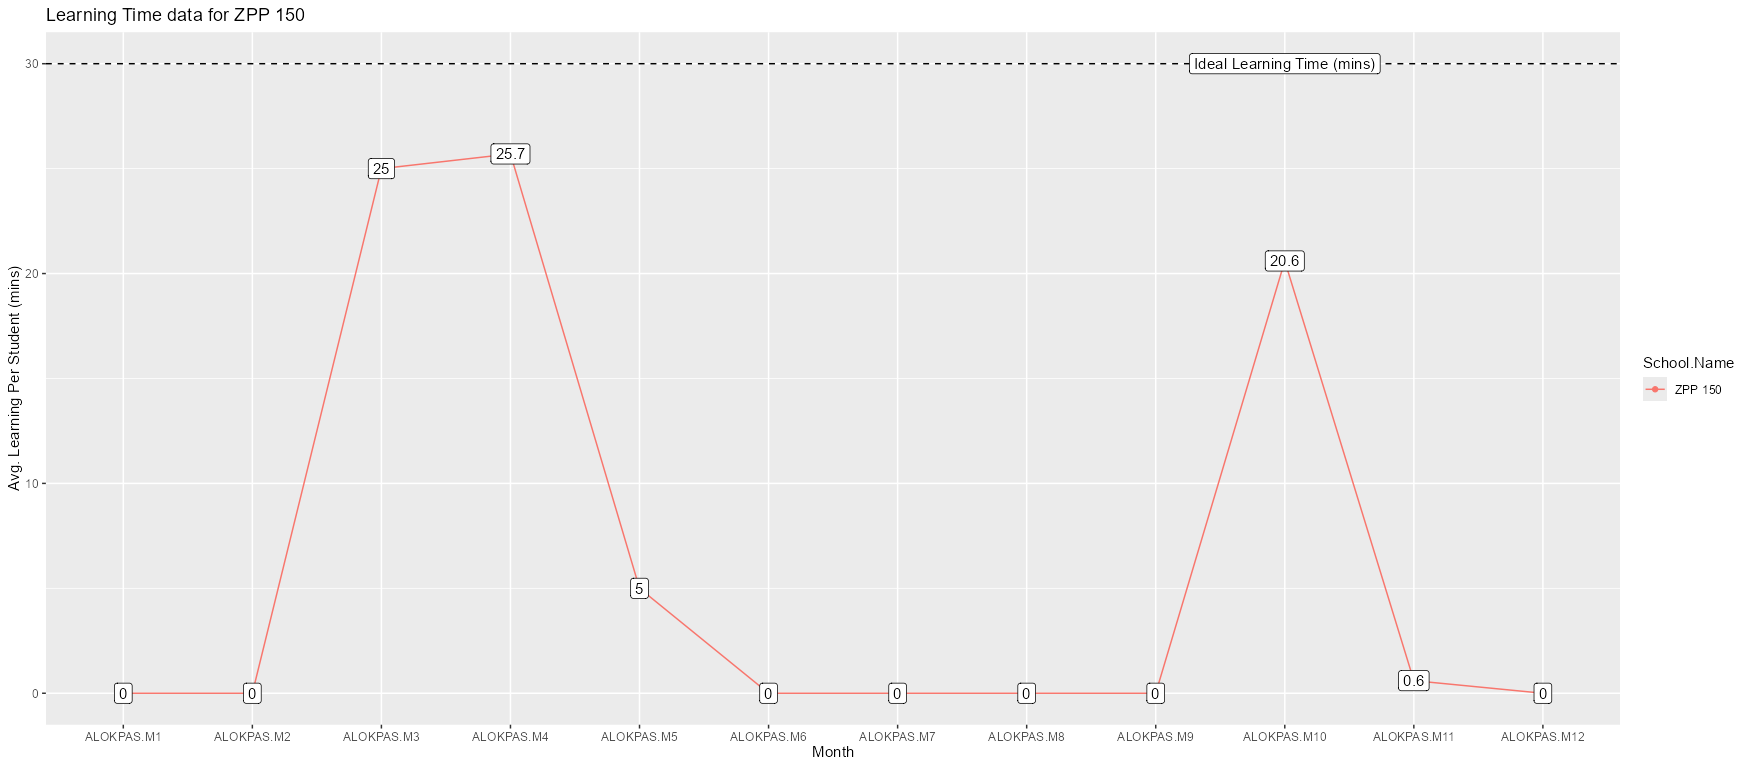 Learning Time data for ZPP 150
Avg. Learning Per Student (mins)
30
20
10
0
Ideal Learning Time (mins)
0
0
25
25.7
5
0
0
0
0
20.6
0.6
0
ALOKPAS.M1 ALOKPAS.M2 ALOKPAS.M3 ALOKPAS.M4 ALOKPAS.M5 ALOKPAS.M6 ALOKPAS.M7 ALOKPAS.M8 ALOKPAS.M9 ALOKPAS.M10 ALOKPAS.M11 ALOKPAS.M12
Month
School.Name
ZPP 150